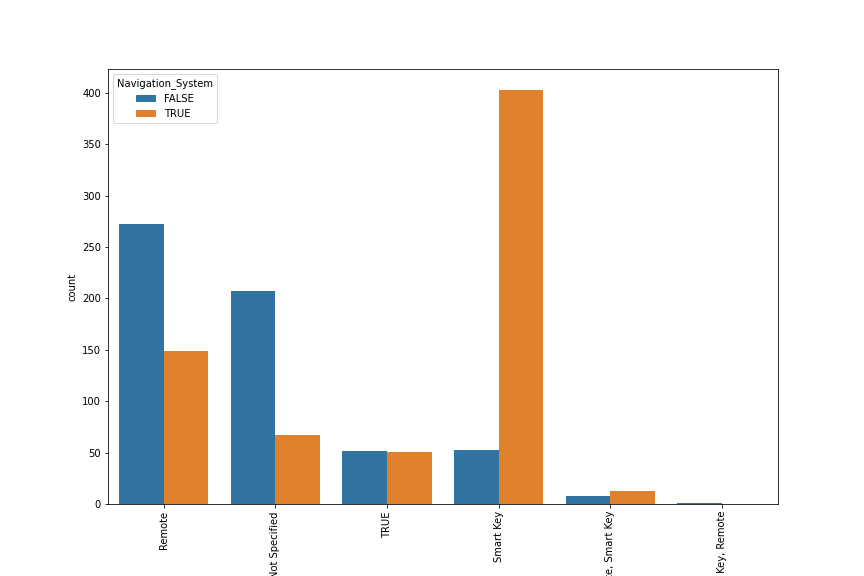 Navigation_System
FALSE
TRUE
count
400
350
300
250
200
150
100
50
0
Remote
Not Specified
TRUE
Smart Key
, Smart Key
Key, Remote